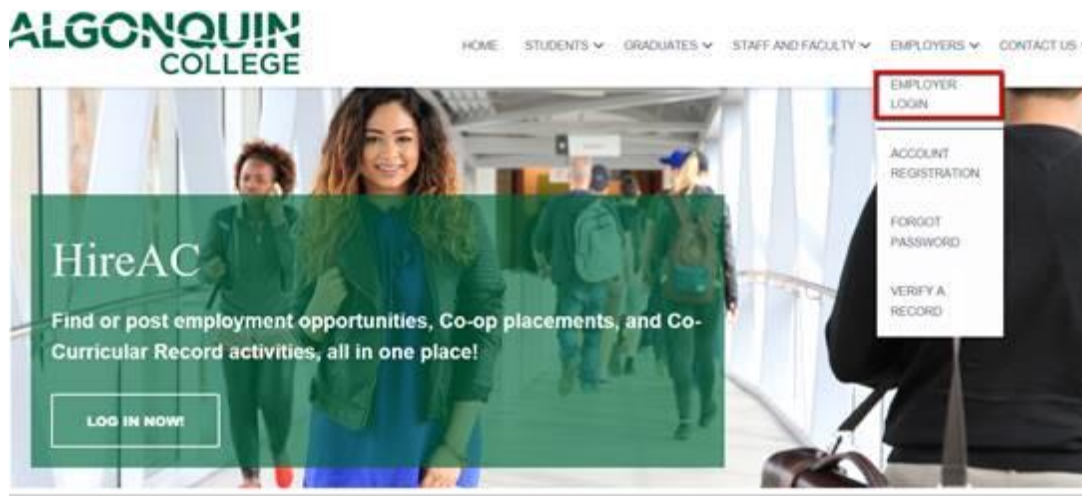 ALGONQUIN
COLLEGE
HOME STUDENTS GRADUATES STAFF AND FACULTY EMPLOYERS CONTACT US
EMPLOYER
LOGIN
ACCOUNT
REGISTRATION
FORGOT
PASSWORD
VERIFY A
RECORD
HireAC
Find or post employment opportunities, Co-op placements, and Co-
Curricular Record activities, all in one place!
LOG IN NOW!